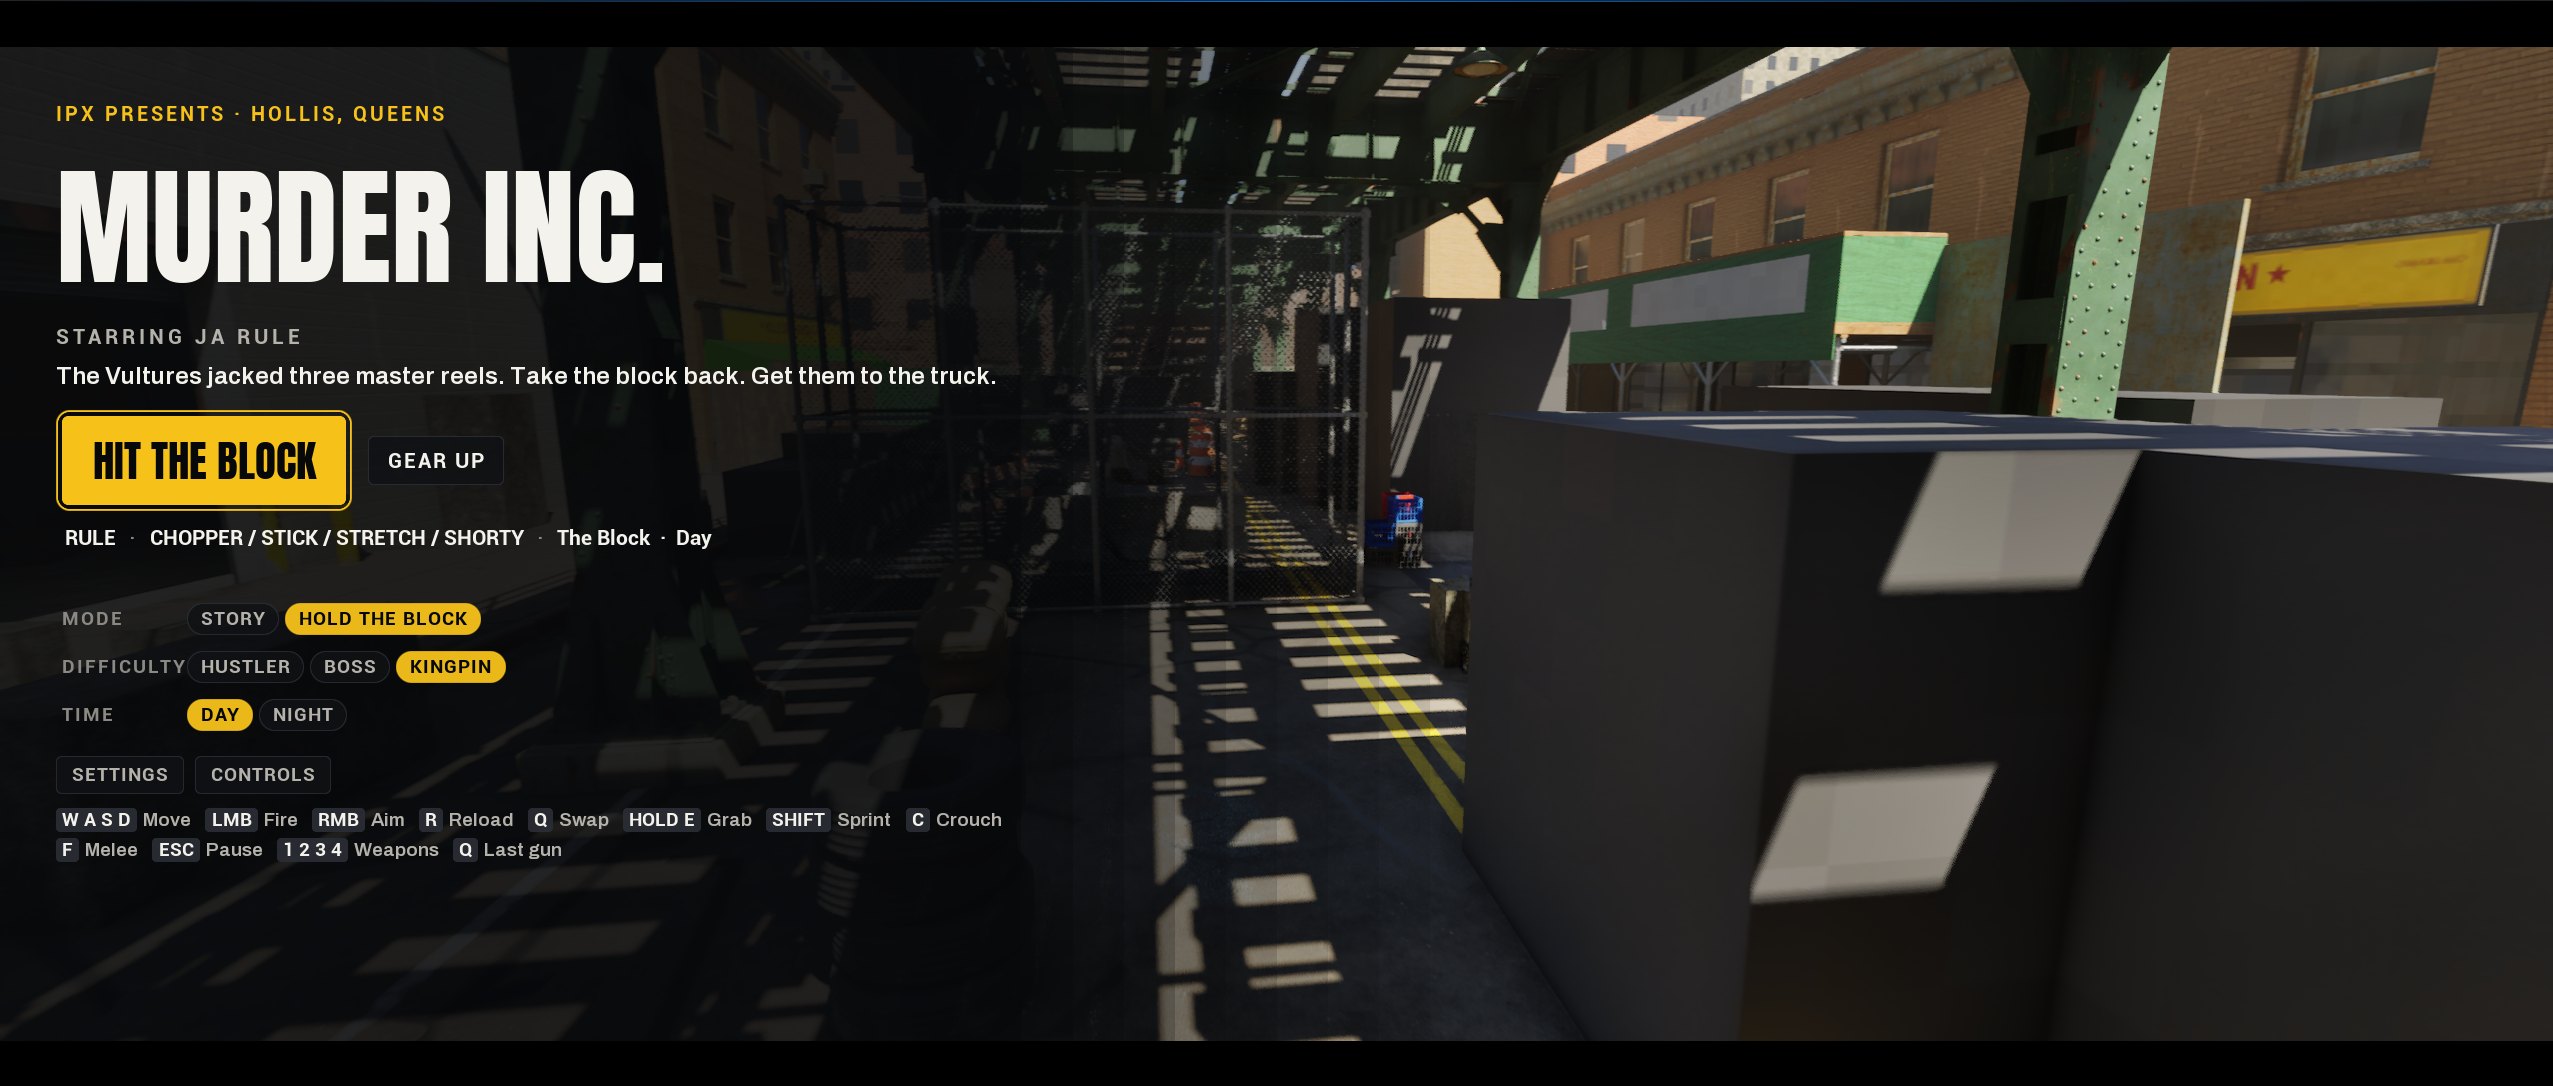 IPX PRESENTS · HOLLIS, QUEENS
MURDER INC.
STARRING JA RULE
The Vultures jacked three master reels. Take the block back. Get them to the truck.
HIT THE BLOCK GEAR UP
RULE · CHOPPER / STICK / STRETCH / SHORTY · The Block · Day
MODE STORY HOLD THE BLOCK
DIFFICULTY HUSTLER BOSS KINGPIN
TIME DAY NIGHT
SETTINGS CONTROLS
W A S D Move LMB Fire RMB Aim R Reload Q Swap HOLD E Grab SHIFT Sprint C Crouch
F Melee ESC Pause 1 2 3 4 Weapons Q Last gun